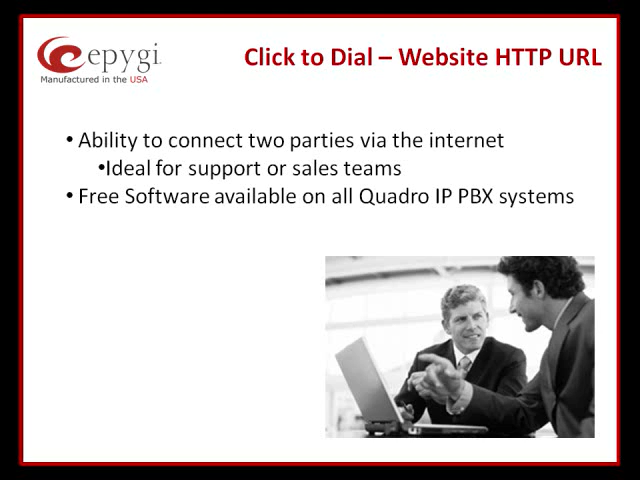 epygi
Manufactured in the USA
Click to Dial – Website HTTP URL
• Ability to connect two parties via the internet
•Ideal for support or sales teams
• Free Software available on all Quadro IP PBX systems